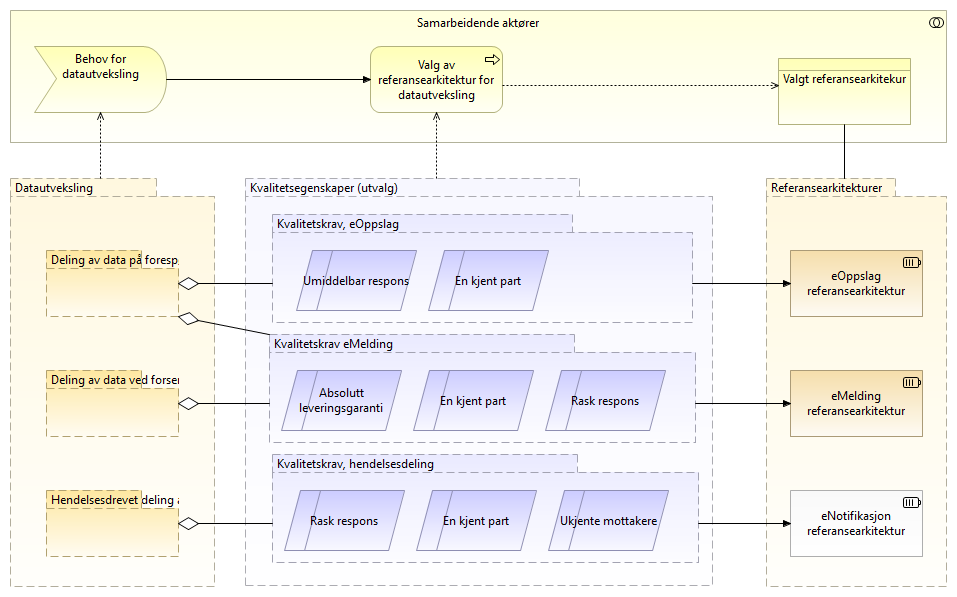 Samarbeidende aktører
Behov for
datautveksling
Valg av
referansearkitektur for
datautveksling
Valgt referansearkitekur
Datautveksling
Kvalitetsegenskaper (utvalg)
Referansearkitekturer
Kvalitetskrav, eOppslag
Deling av data på foresp
Umiddelbar respons
En kjent part
eOppslag
referansearkitektur
Kvalitetskrav eMelding
Deling av data ved forser
Absolutt
leveringsgaranti
En kjent part
Rask respons
eMelding
referansearkitektur
Kvalitetskrav, hendelsesdeling
Hendelsesdrevet deling
Rask respons
En kjent part
Ukjente mottakere
eNotifikasjon
referansearkitektur